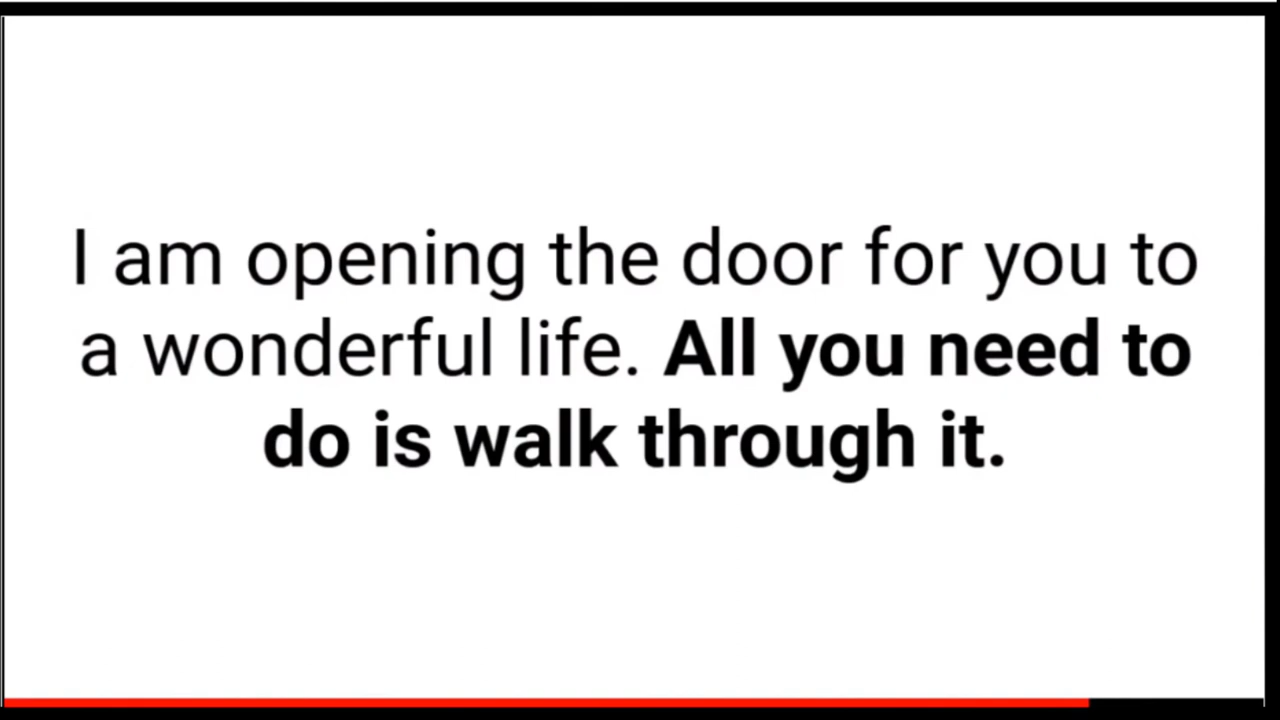 I am opening the door for you to
a wonderful life. All you need to
do is walk through it.